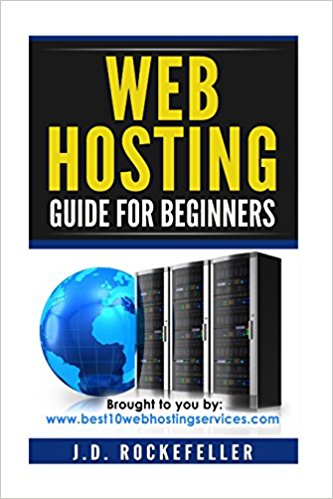 WEB
HOSTING
GUIDE FOR BEGINNERS
Brought to you by:
www.best10webhostingservices.com
J.D. ROCKEFELLER